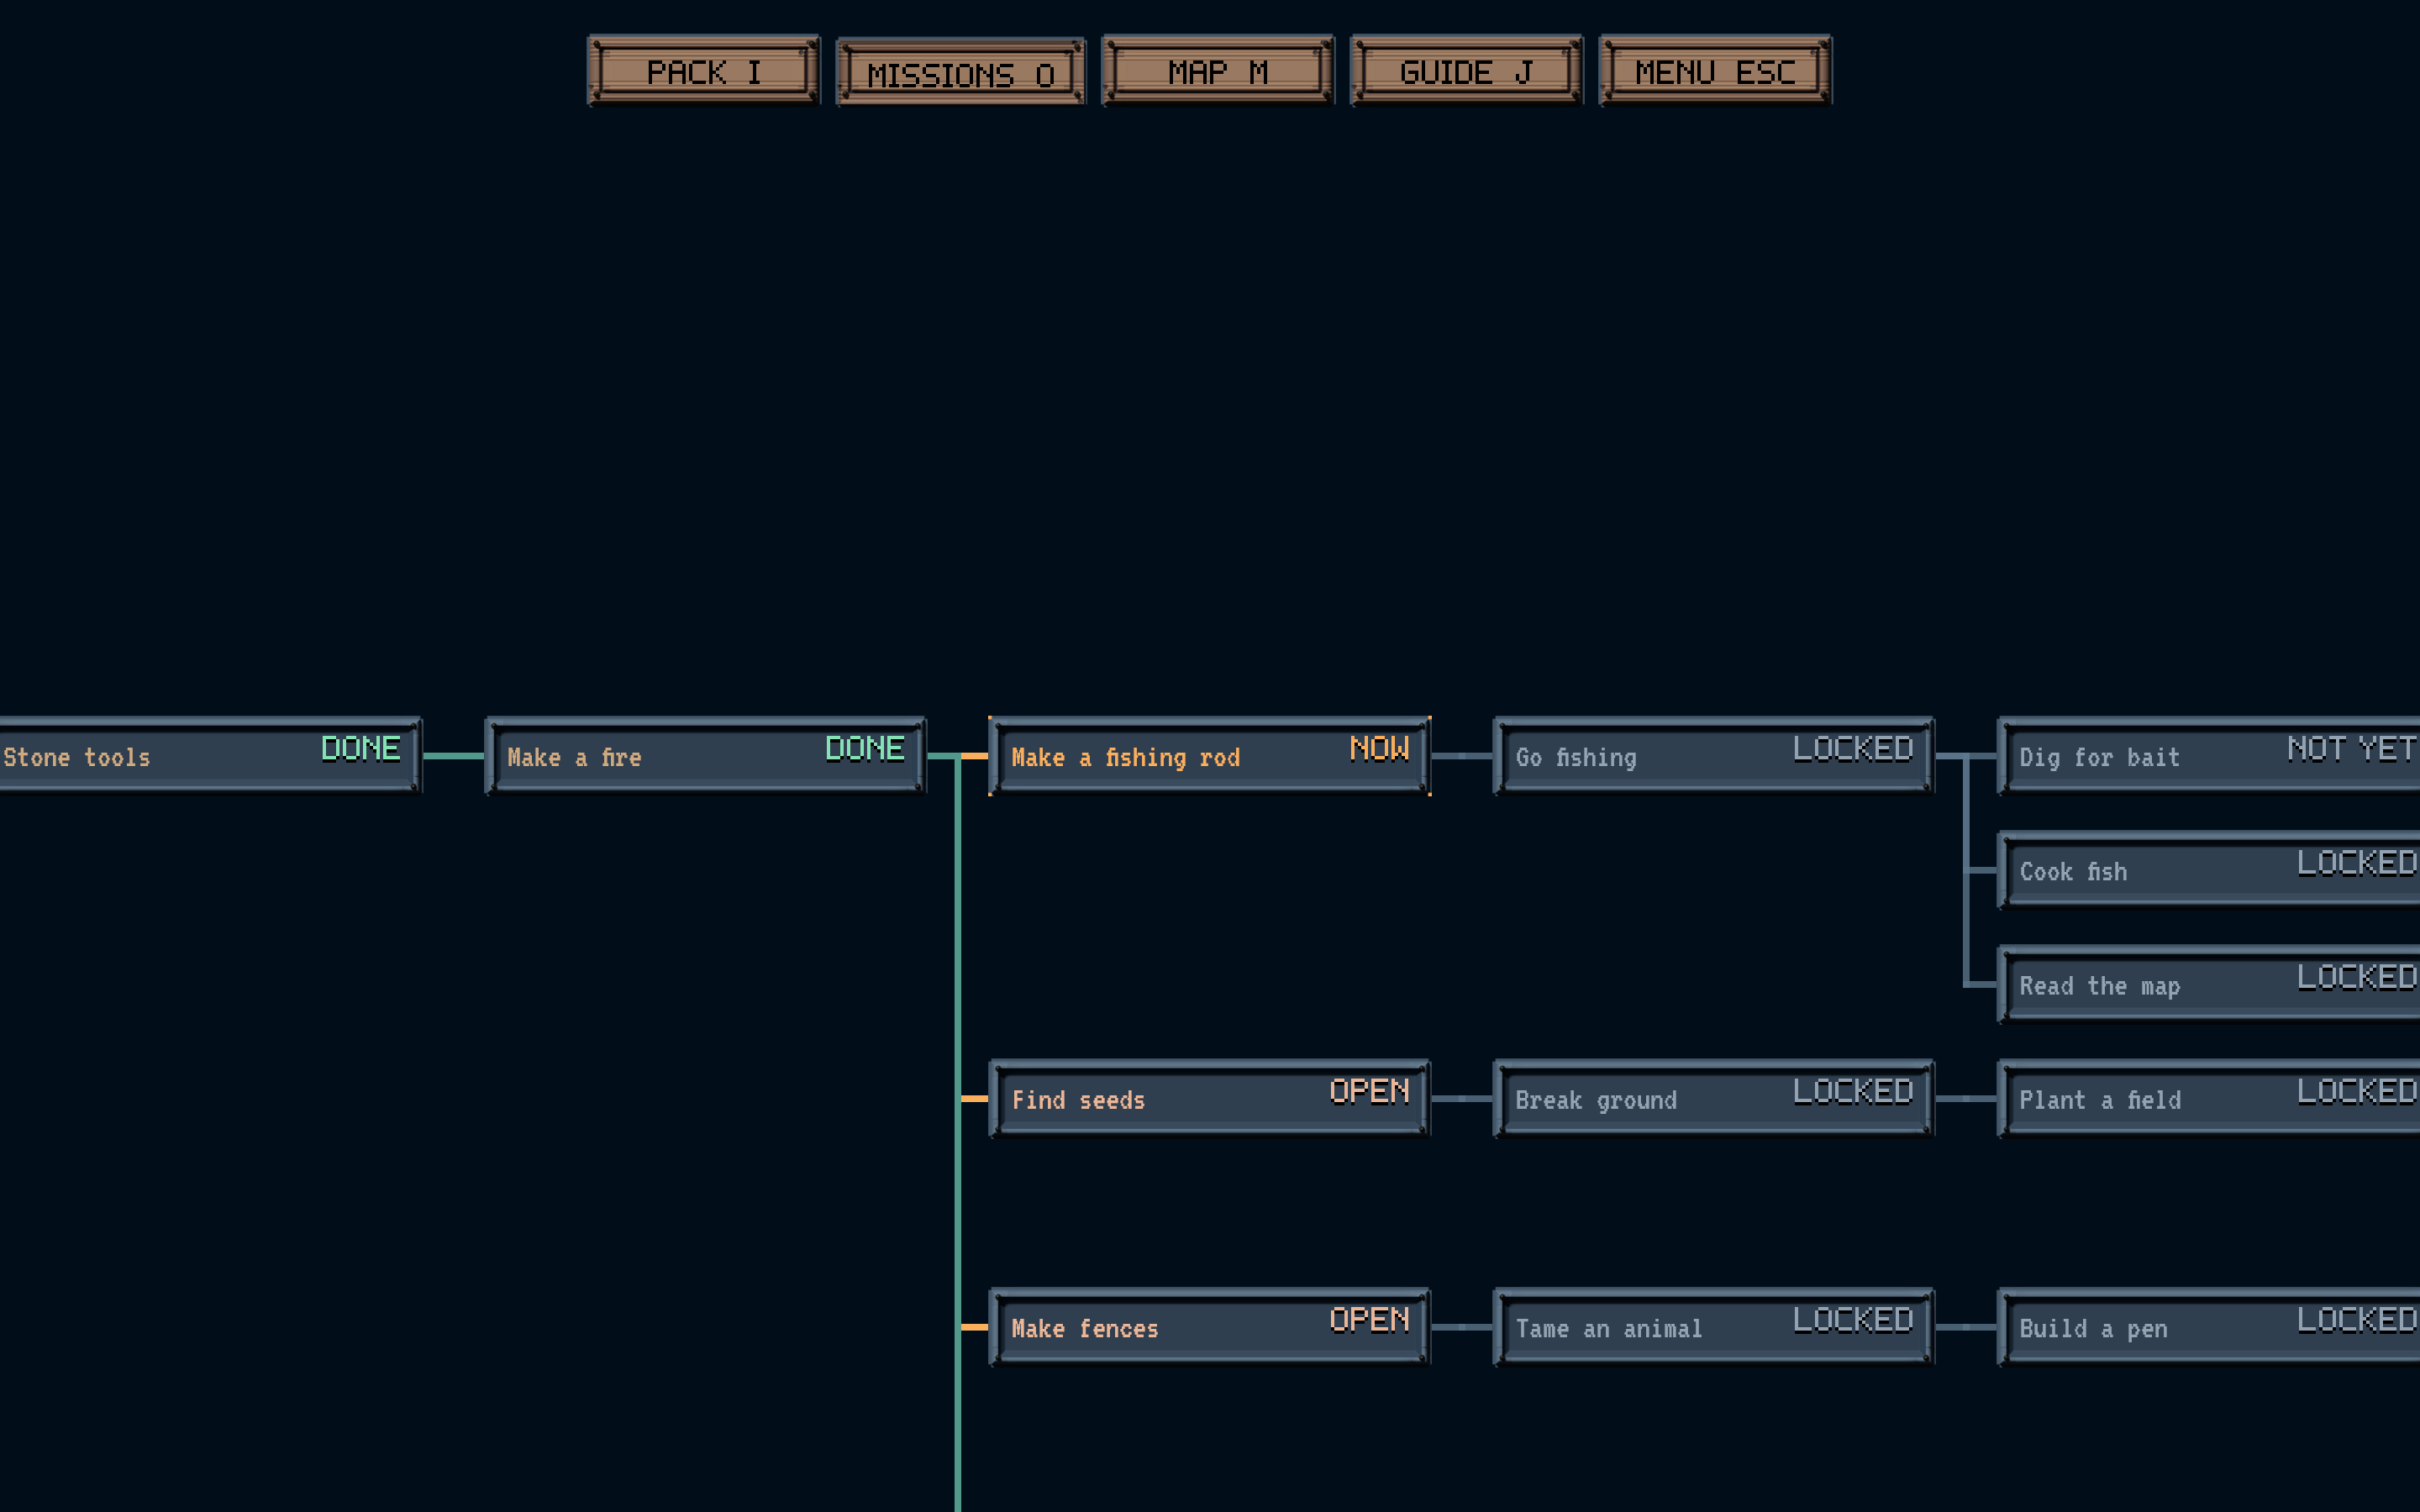 PACK I
MISSIONS O
MAP M
GUIDE J
MENU ESC
Stone tools DONE
Make a fire DONE
Make a fishing rod NOW
Go fishing LOCKED
Dig for bait NOT YET
Cook fish LOCKED
Read the map LOCKED
Find seeds OPEN
Break ground LOCKED
Plant a field LOCKED
Make fences OPEN
Tame an animal LOCKED
Build a pen LOCKED